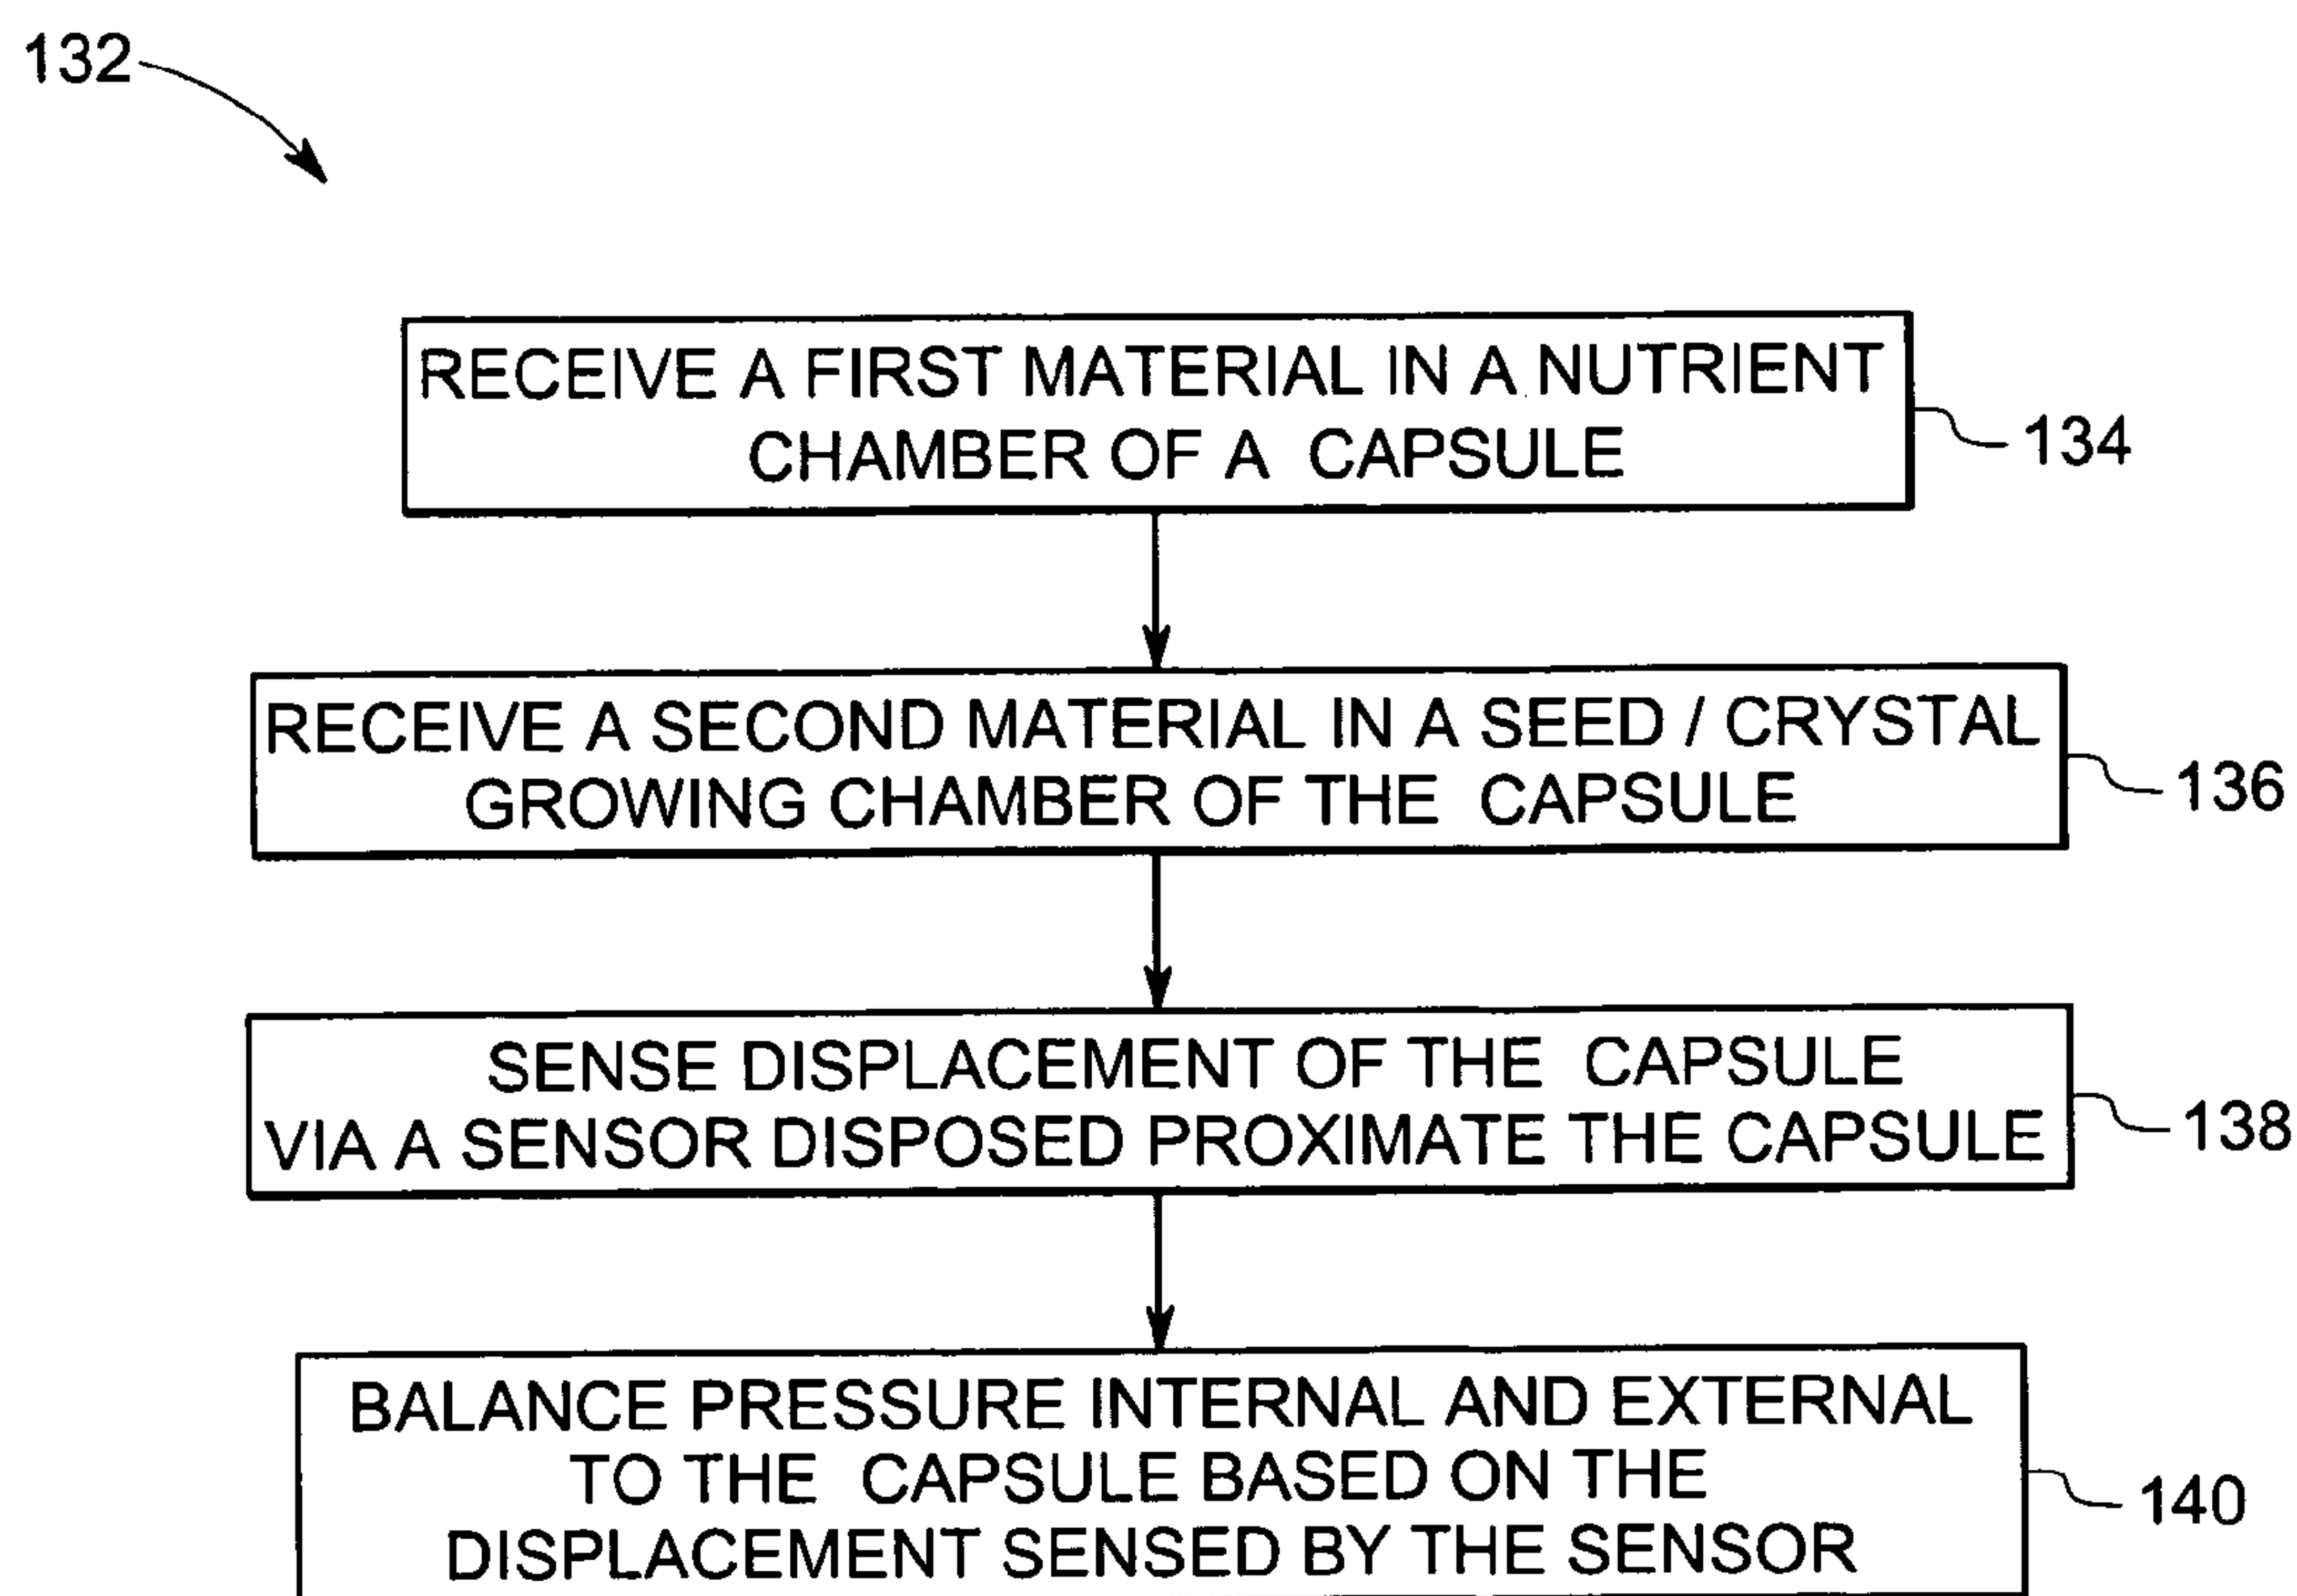 132
RECEIVE A FIRST MATERIAL IN A NUTRIENT
CHAMBER OF A CAPSULE
134
RECEIVE A SECOND MATERIAL IN A SEED / CRYSTAL
GROWING CHAMBER OF THE CAPSULE
136
SENSE DISPLACEMENT OF THE CAPSULE
VIA A SENSOR DISPOSED PROXIMATE THE CAPSULE
138
BALANCE PRESSURE INTERNAL AND EXTERNAL
TO THE CAPSULE BASED ON THE
DISPLACEMENT SENSED BY THE SENSOR
140